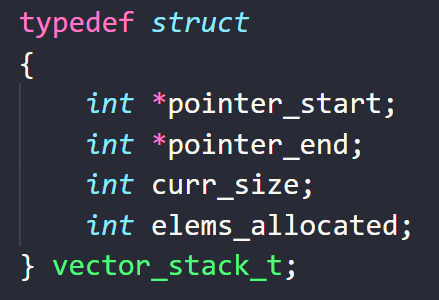 typedef struct
{
    int *pointer_start;
    int *pointer_end;
    int curr_size;
    int elems_allocated;
} vector_stack_t;